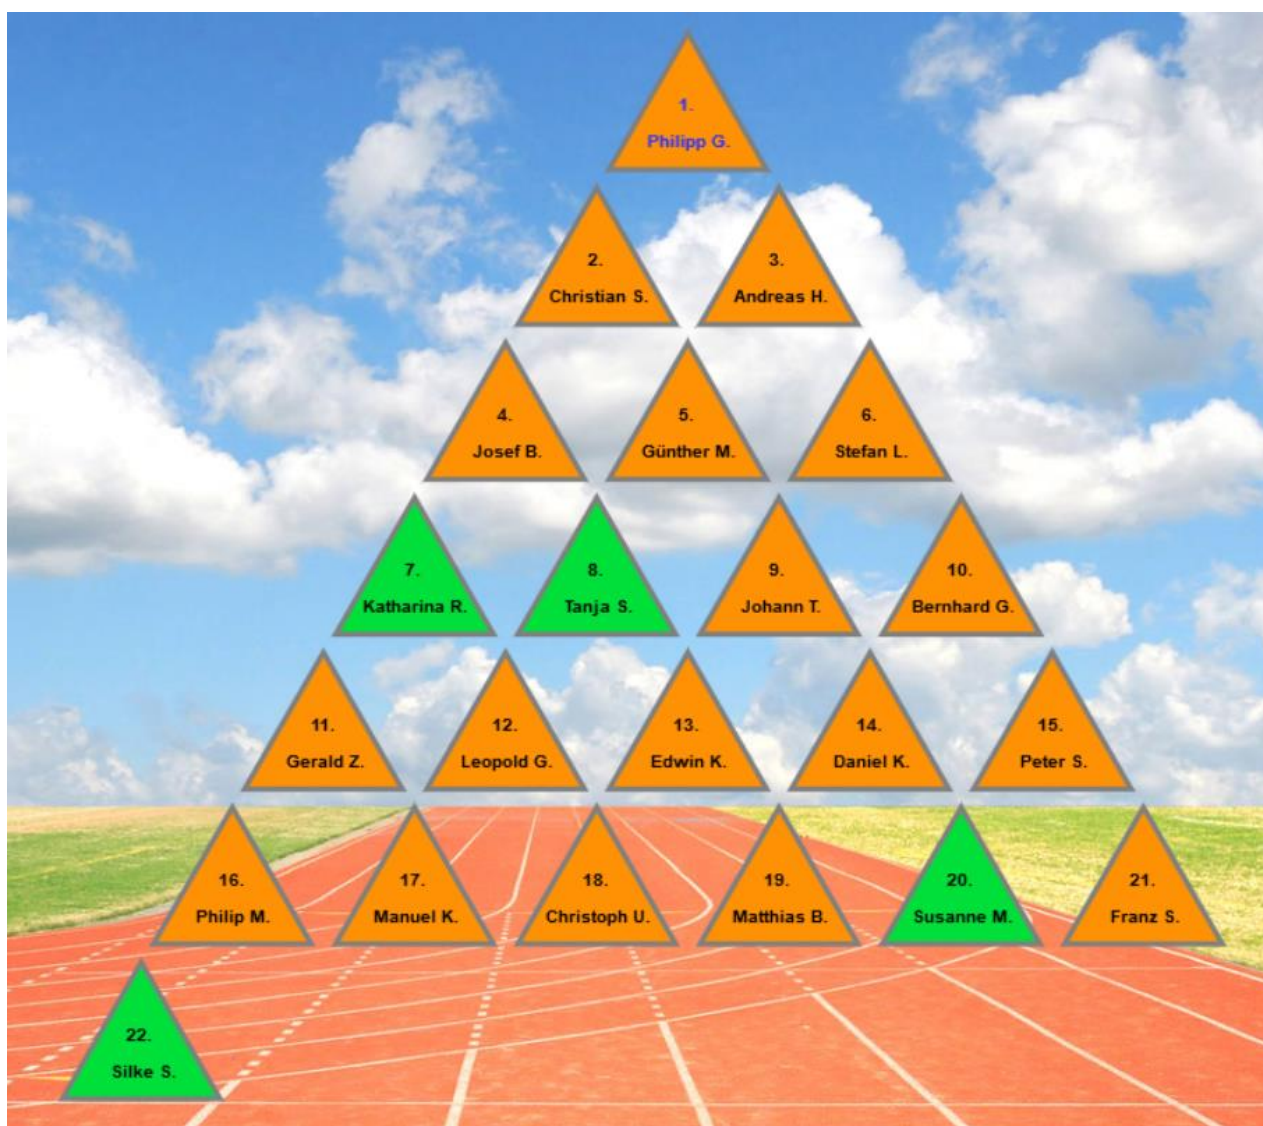 1.
Philipp G.
2.
Christian S.
3.
Andreas H.
4.
Josef B.
5.
Günther M.
6.
Stefan L.
7.
Katharina R.
8.
Tanja S.
9.
Johann T.
10.
Bernhard G.
11.
Gerald Z.
12.
Leopold G.
13.
Edwin K.
14.
Daniel K.
15.
Peter S.
16.
Philip M.
17.
Manuel K.
18.
Christoph U.
19.
Matthias B.
20.
Susanne M.
21.
Franz S.
22.
Silke S.